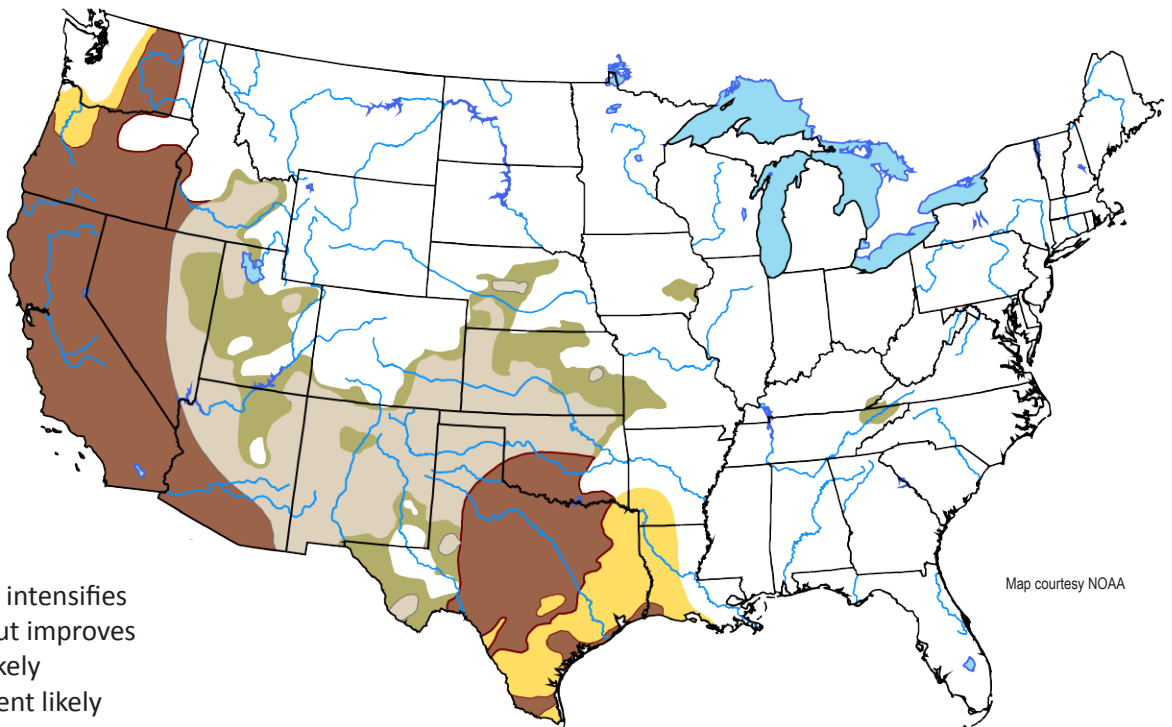 intensifies
ut improves
kely
ent likely
Map courtesy NOAA